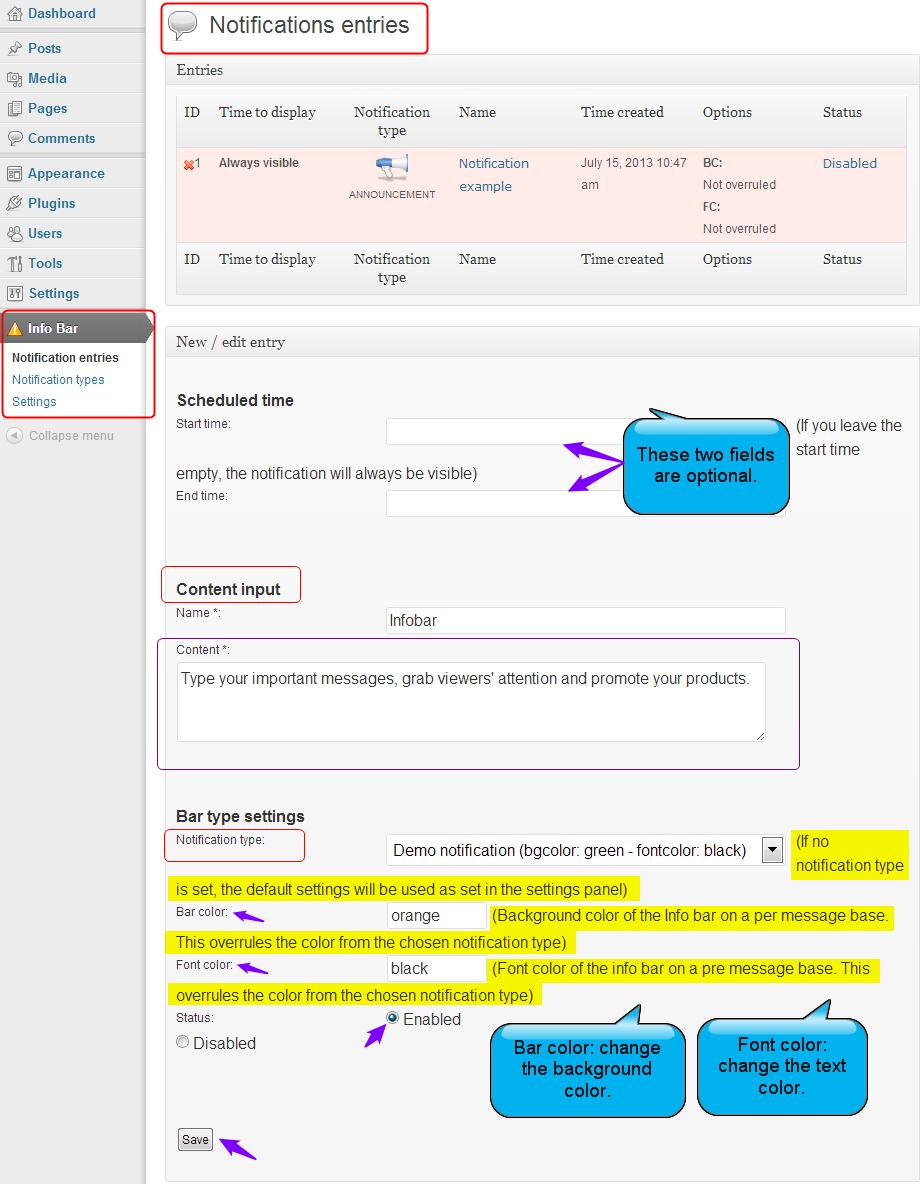 Dashboard
Posts
Media
Pages
Comments
Appearance
Plugins
Users
Tools
Settings
Info Bar
Notification entries
Notification types
Settings
Collapse menu
Notifications entries
Entries
ID Time to display Notification type Name Time created Options Status
1 Always visible ANNOUNCEMENT Notification example July 15, 2013 10:47 am BC: Not overruled FC: Not overruled Disabled
ID Time to display Notification type Name Time created Options Status
New / edit entry
Scheduled time
Start time: (If you leave the start time
empty, the notification will always be visible)
End time:
These two fields
are optional.
Content input
Name *: Infobar
Content *:
Type your important messages, grab viewers' attention and promote your products.
Bar type settings
Notification type: Demo notification (bgcolor: green - fontcolor: black) (If no notification type
is set, the default settings will be used as set in the settings panel)
Bar color: orange (Background color of the Info bar on a per message base.
This overrules the color from the chosen notification type)
Font color: black (Font color of the info bar on a pre message base. This
overrules the color from the chosen notification type)
Status: Enabled
Disabled
Bar color: change
the background
color.
Font color:
change the text
color.
Save